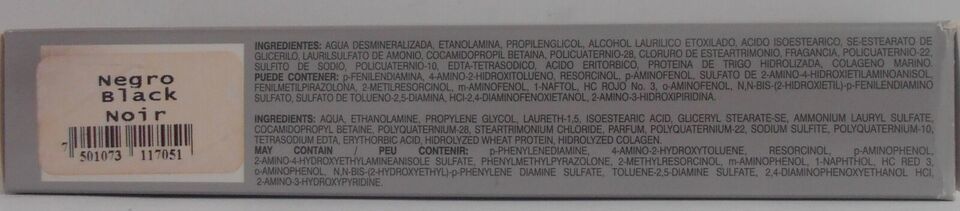 Negro
Black
Noir
7 501073 117051
INGREDIENTES: AGUA DESMINERALIZADA, ETANOLAMINA, PROPILENGLICOL, ALCOHOL LAURILICO ETOXILADO, ACIDO ISOESTEARICO, SE-ESTEARATO DE
GLICERILO, LAURILSULFATO DE AMONIO, COCAMIDOPROPIL BETAINA, POLICUATERNIO-28, CLORURO DE ESTEARTRIMONIO, FRAGANCIA, POLICUATERNIO-22,
SULFITO DE SODIO, POLICUATERNIO-10, EDTA-TETRASODICO, ACIDO ERITORBICO, PROTEINA DE TRIGO HIDROLIZADA, COLAGENO MARINO.
PUEDE CONTENER: p-FENILENDIAMINA, 4-AMINO-2-HIDROXITOLUENO, RESORCINOL, p-AMINOFENOL, SULFATO DE 2-AMINO-4-HIDROXIETILAMINOANISOL,
FENILMETILPIRAZOLONA, 2-METILRESORCINOL, m-AMINOFENOL, 1-NAFTOL, HC ROJO No. 3, o-AMINOFENOL, N,N-BIS-(2-HIDROXIETIL)-p-FENILENDIAMINO
SULFATO, SULFATO DE TOLUENO-2,5-DIAMINA, HCl-2,4-DIAMINOFENOXIETANOL, 2-AMINO-3-HIDROXIPIRIDINA.
INGREDIENTS: AQUA, ETHANOLAMINE, PROPYLENE GLYCOL, LAURETH-1,5, ISOESTEARIC ACID, GLICERYL STEARATE-SE, AMMONIUM LAURYL SULFATE,
COCAMIDOPROPYL BETAINE, POLYQUATERNIUM-28, STEARTRIMONIUM CHLORIDE, PARFUM, POLYQUATERNIUM-22, SODIUM SULFITE, POLYQUATERNIUM-10,
TETRASODIUM EDTA, ERYTHORBIC ACID, HIDROLYZED WHEAT PROTEIN, HIDROLYZED COLAGEN.
MAY CONTAIN / PEU CONTENIR: p-PHENYLENEDIAMINE, 4-AMINO-2-HYDROXYTOLUENE, RESORCINOL, p-AMINOPHENOL,
2-AMINO-4-HYDROXYETHYLAMINEANISOLE SULFATE, PHENYLMETHYLPYRAZOLONE, 2-METHYLRESORCINOL, m-AMINOPHENOL, 1-NAPHTHOL, HC RED 3,
o-AMINOPHENOL, N,N-BIS-(2-HYDROXYETHYL)-p-PHENYLENE DIAMINE SULFATE, TOLUENE-2,5-DIAMINE SULFATE, 2,4-DIAMINOPHENOXYETHANOL HCl,
2-AMINO-3-HYDROXYPYRIDINE.